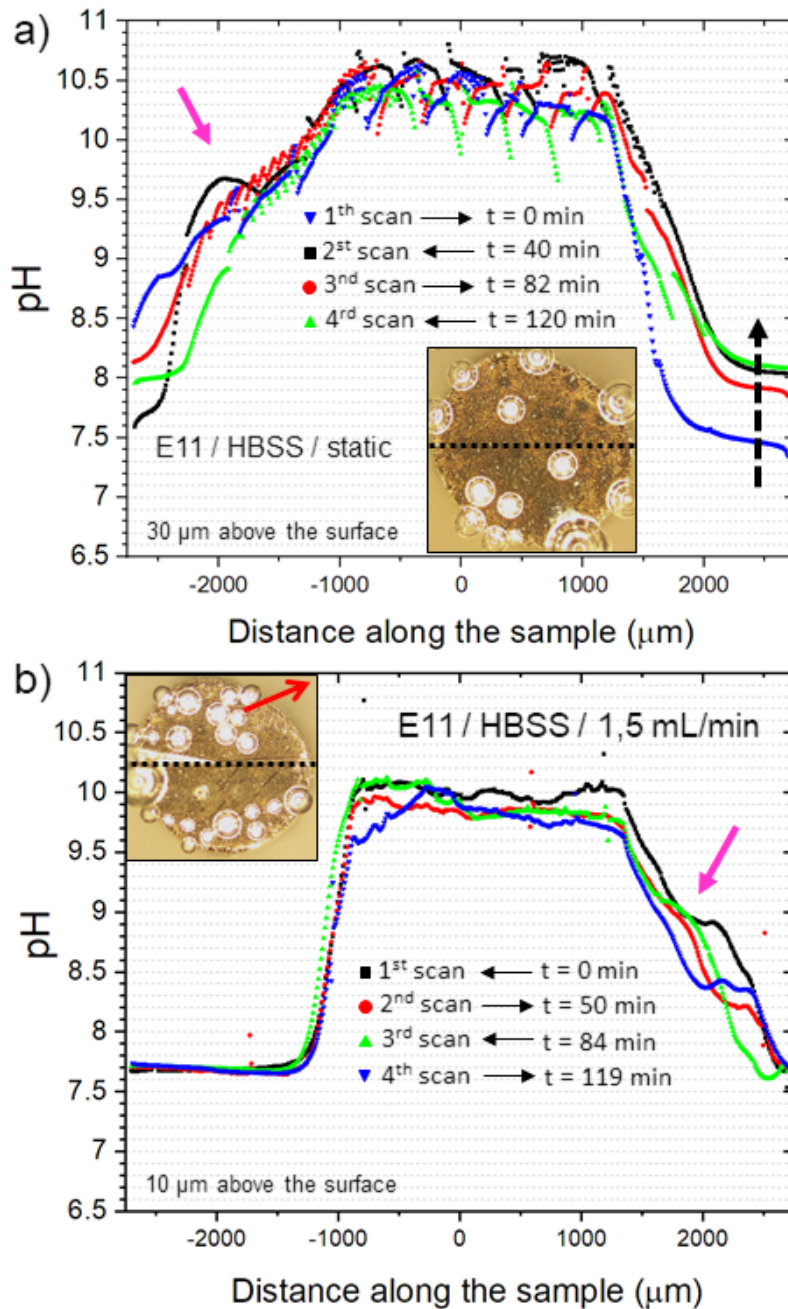 a)
11
10.5
10
9.5
9
8.5
8
7.5
7
6.5
pH
1th scan t = 0 min
2st scan t = 40 min
3nd scan t = 82 min
4rd scan t = 120 min
E11 / HBSS / static
30 µm above the surface
-2000 -1000 0 1000 2000
Distance along the sample (µm)
b)
11
10
9.5
9
8.5
8
7.5
7
6.5
pH
E11 / HBSS / 1,5 mL/min
1st scan t = 0 min
2nd scan t = 50 min
3rd scan t = 84 min
4th scan t = 119 min
10 µm above the surface
-2000 -1000 0 1000 2000
Distance along the sample (µm)